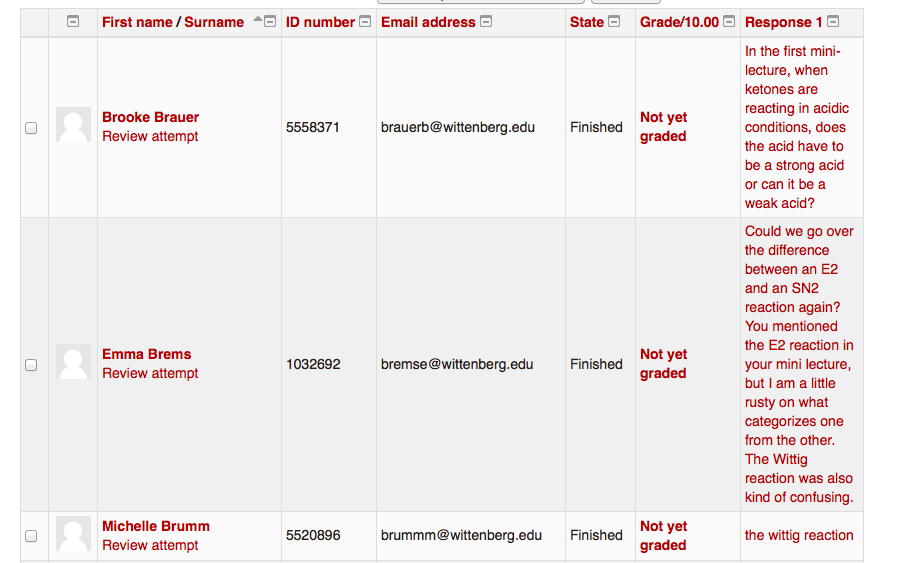 First name / Surname ID number Email address State Grade/10.00 Response 1
Brooke Brauer
Review attempt
5558371
brauerb@wittenberg.edu
Finished
Not yet
graded
In the first mini-
lecture, when
ketones are
reacting in acidic
conditions, does
the acid have to
be a strong acid
or can it be a
weak acid?
Emma Brems
Review attempt
1032692
bremse@wittenberg.edu
Finished
Not yet
graded
Could we go over
the difference
between an E2
and an SN2
reaction again?
You mentioned
the E2 reaction in
your mini lecture,
but I am a little
rusty on what
categorizes one
from the other.
The Wittig
reaction was also
kind of confusing.
Michelle Brumm
Review attempt
5520896
brummm@wittenberg.edu
Finished
Not yet
graded
the wittig reaction